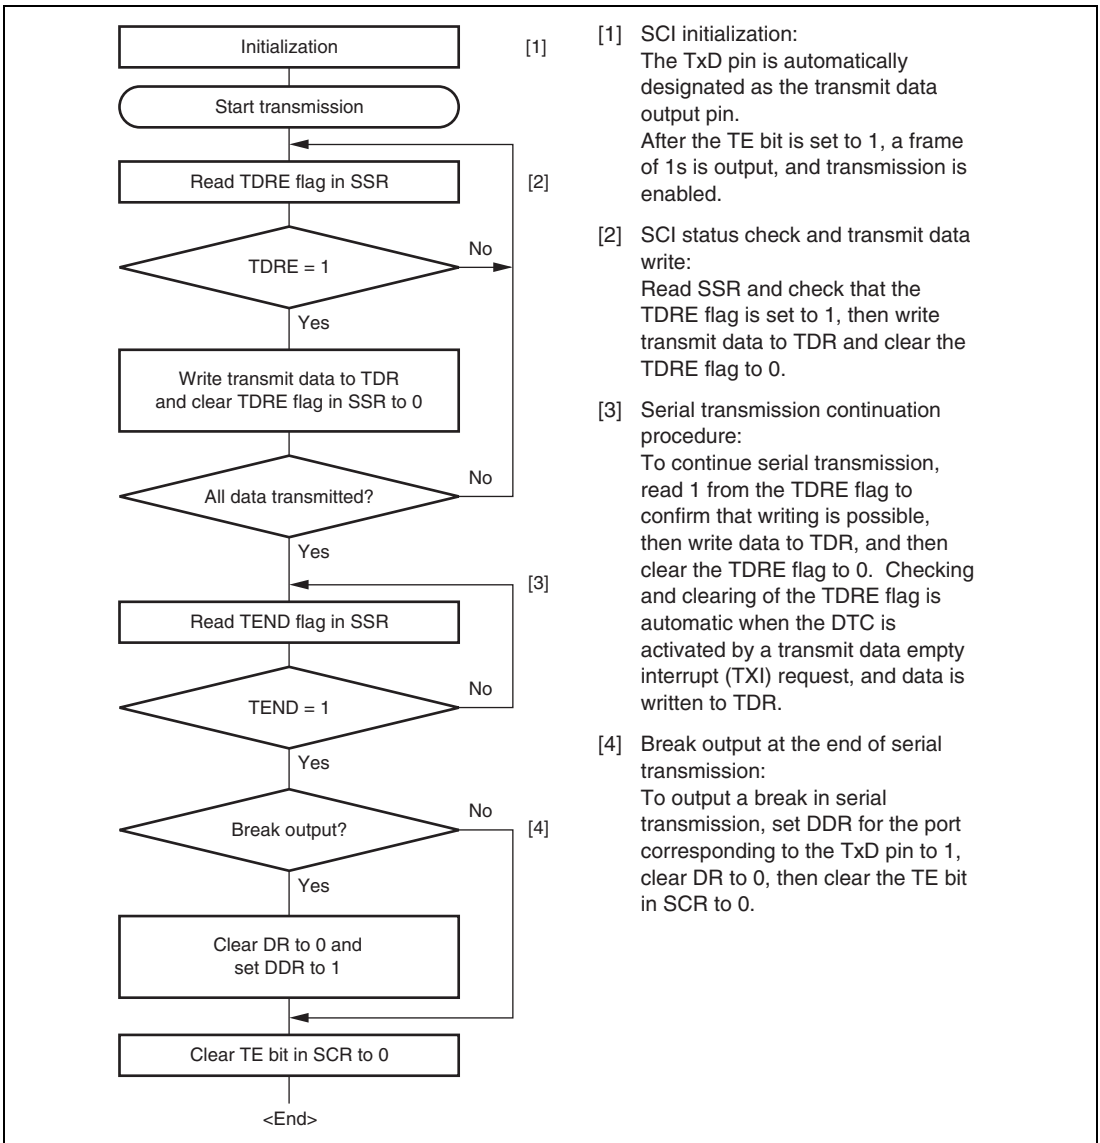 Initialization
[1]
Start transmission
Read TDRE flag in SSR
[2]
TDRE = 1
No
Yes
Write transmit data to TDR
and clear TDRE flag in SSR to 0
All data transmitted?
No
Yes
[3]
Read TEND flag in SSR
TEND = 1
No
Yes
Break output?
No
[4]
Yes
Clear DR to 0 and
set DDR to 1
Clear TE bit in SCR to 0
<End>
[1] SCI initialization:
The TxD pin is automatically
designated as the transmit data
output pin.
After the TE bit is set to 1, a frame
of 1s is output, and transmission is
enabled.
[2] SCI status check and transmit data
write:
Read SSR and check that the
TDRE flag is set to 1, then write
transmit data to TDR and clear the
TDRE flag to 0.
[3] Serial transmission continuation
procedure:
To continue serial transmission,
read 1 from the TDRE flag to
confirm that writing is possible,
then write data to TDR, and then
clear the TDRE flag to 0. Checking
and clearing of the TDRE flag is
automatic when the DTC is
activated by a transmit data empty
interrupt (TXI) request, and data is
written to TDR.
[4] Break output at the end of serial
transmission:
To output a break in serial
transmission, set DDR for the port
corresponding to the TxD pin to 1,
clear DR to 0, then clear the TE bit
in SCR to 0.